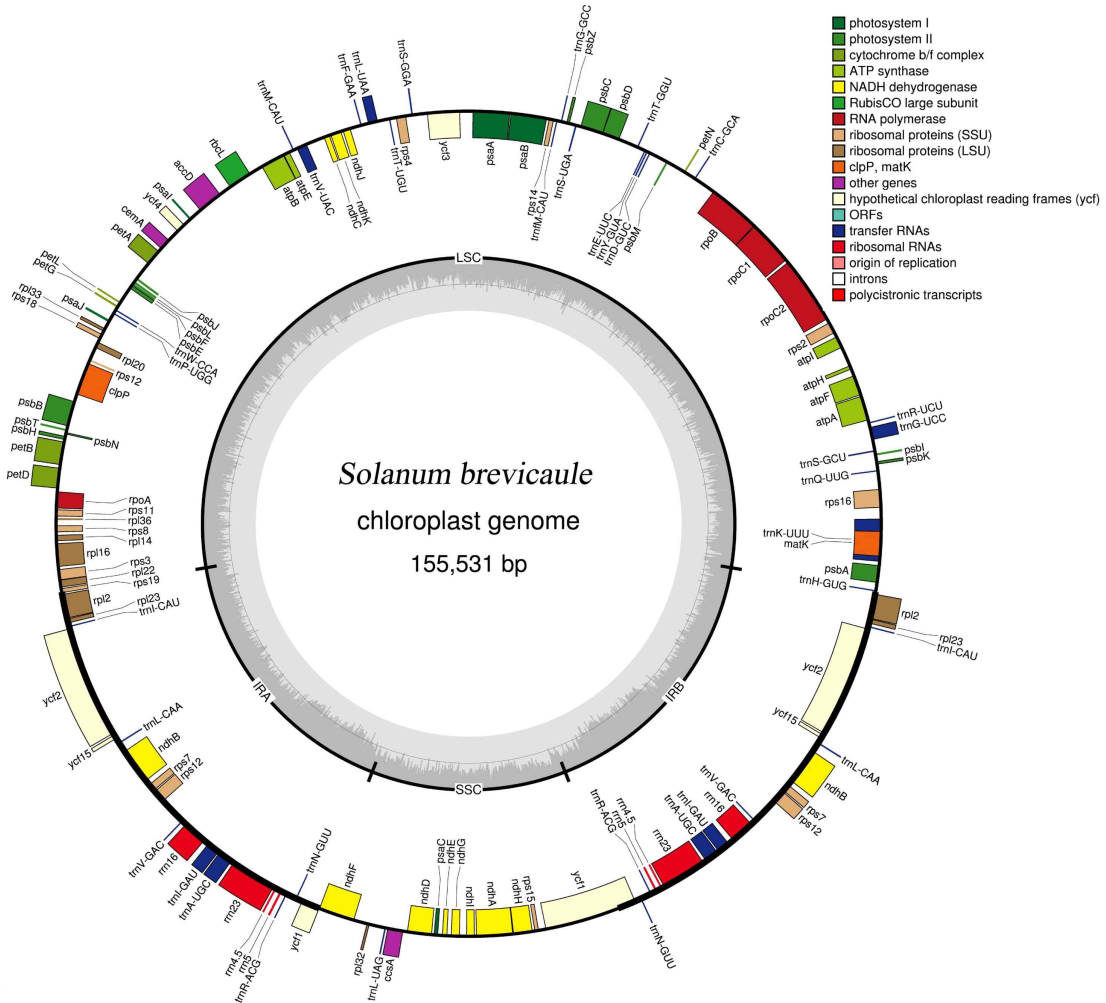 trnG-GCC
psbZ
trnS-GGA
trnL-UAA
trnF-GAA
trnM-CAU
psbC
psbD
trnT-GGU
petN
trnC-GCA
rbcL
accD
psaI
ycf4
cemA
petA
petL
petG
rpl33
rps18
psaJ
atpB
atpE
trnV-UAC
ndhC
ndhK
ndhJ
trnT-UGU
rps4
ycf3
psaA
psaB
rps14
trnfM-CAU
trnS-UGA
trnE-UUC
trnY-GUA
trnD-GUC
psbM
rpoB
rpoC1
rpoC2
rps2
atpI
atpH
atpF
atpA
trnR-UCU
trnG-UCC
trnS-GCU
psbI
psbK
trnQ-UUG
rps16
trnK-UUU
matK
psbA
trnH-GUG
psbJ
psbL
psbF
psbE
trnW-CCA
trnP-UGG
rpl20
rps12
clpP
psbB
psbT
psbH
psbN
petB
petD
rpoA
rps11
rpl36
rps8
rpl14
rpl16
rps3
rpl22
rps19
rpl2
rpl23
trnI-CAU
ycf2
ycf15
trnL-CAA
ndhB
rps7
rps12
trnV-GAC
rrn16
trnI-GAU
trnA-UGC
rrn23
rrn4.5
rrn5
trnR-ACG
trnN-GUU
ycf1
ndhF
rpl32
trnL-UAG
ccsA
ndhD
psaC
ndhE
ndhG
ndhI
ndhA
ndhH
rps15
ycf1
trnN-GUU
trnR-ACG
rrn5
rrn4.5
rrn23
trnA-UGC
trnI-GAU
rrn16
trnV-GAC
rps12
rps7
ndhB
trnL-CAA
ycf15
ycf2
trnI-CAU
rpl23
rpl2
LSC
IRA
SSC
IRB
Solanum brevicaule
chloroplast genome
155,531 bp
photosystem I
photosystem II
cytochrome b/f complex
ATP synthase
NADH dehydrogenase
RubisCO large subunit
RNA polymerase
ribosomal proteins (SSU)
ribosomal proteins (LSU)
clpP, matK
other genes
hypothetical chloroplast reading frames (ycf)
ORFs
transfer RNAs
ribosomal RNAs
origin of replication
introns
polycistronic transcripts